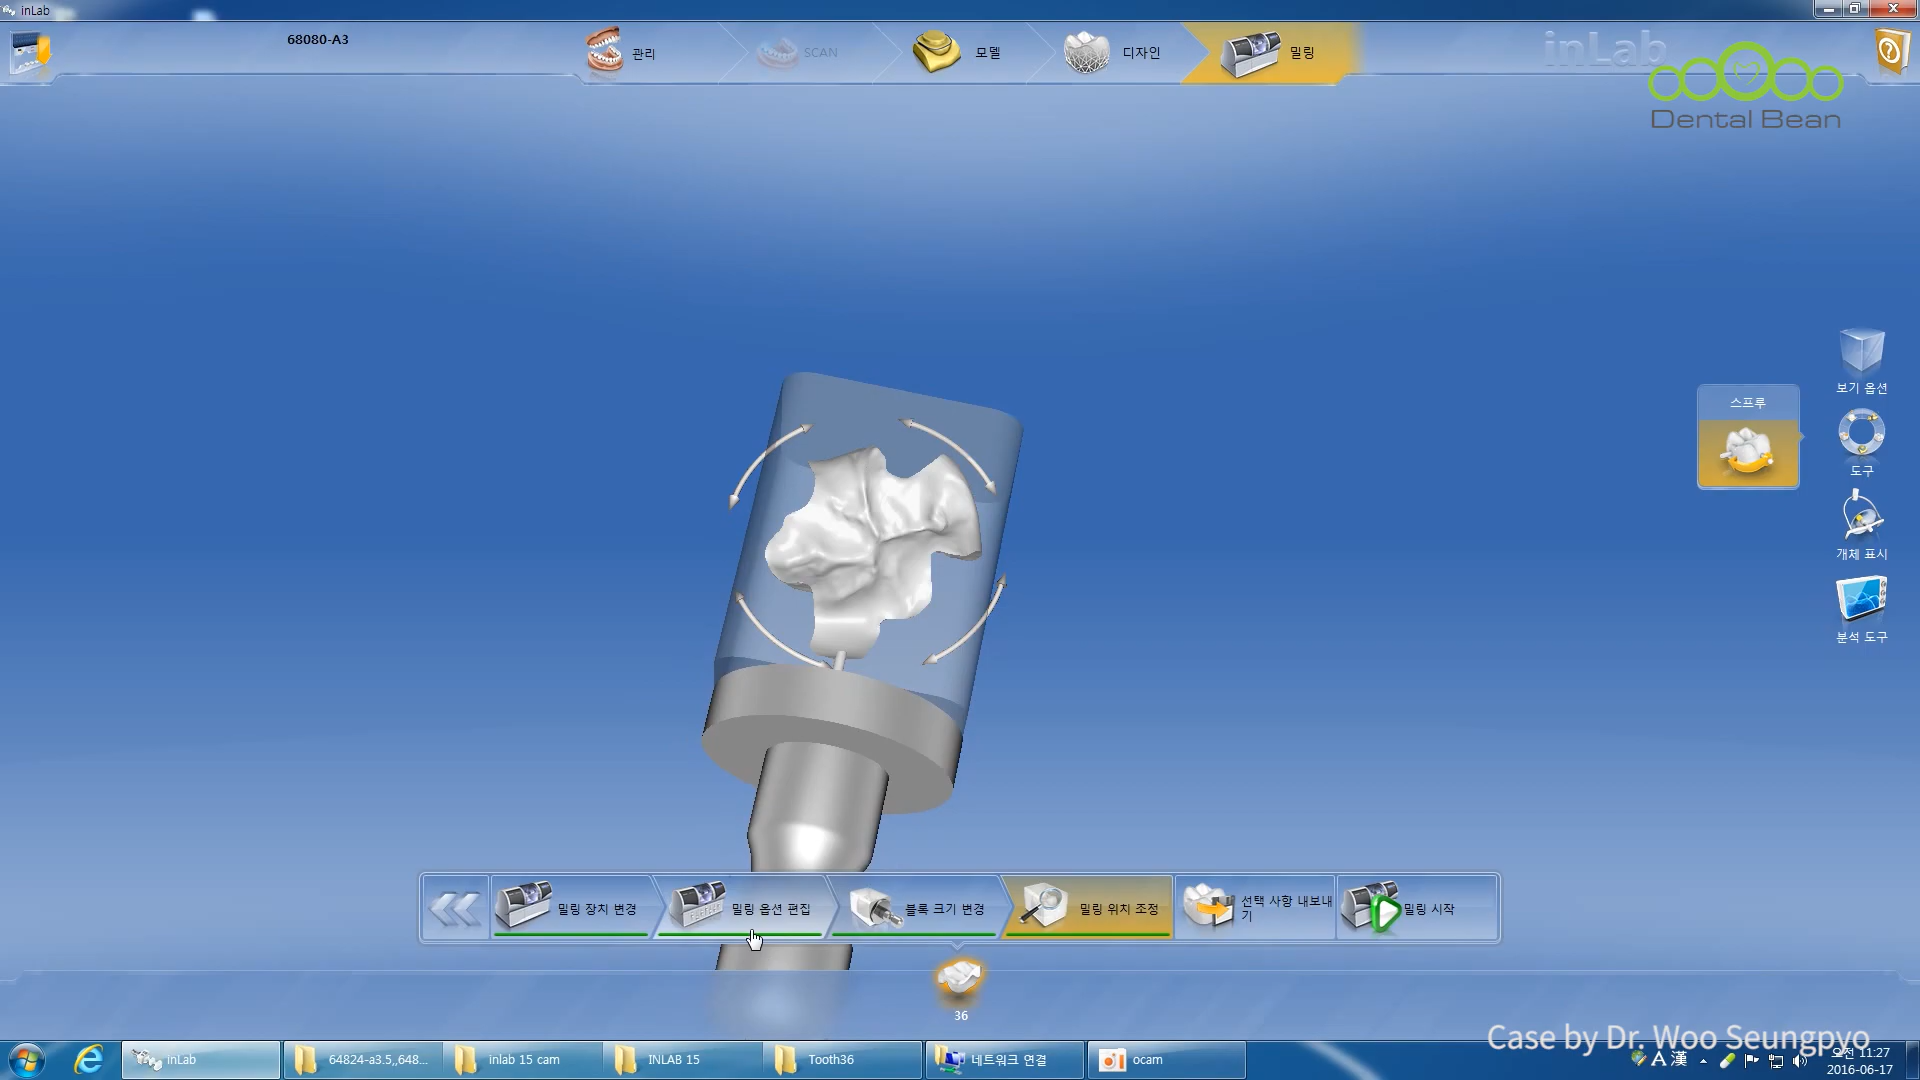 inLab
68080-A3
관리
SCAN
모델
디자인
밀링
inLab
Dental Bean
스프루
보기 옵션
도구
개체 표시
분석 도구
밀링 장치 변경
밀링 옵션 편집
블록 크기 변경
밀링 위치 조정
선택 사항 내보내
기
밀링 시작
36
Case by Dr. Woo Seungpyo
inLab
64824-a3.5,,648...
inlab 15 cam
INLAB 15
Tooth36
네트워크 연결
ocam
A 漢
오전 11:27
2016-06-17